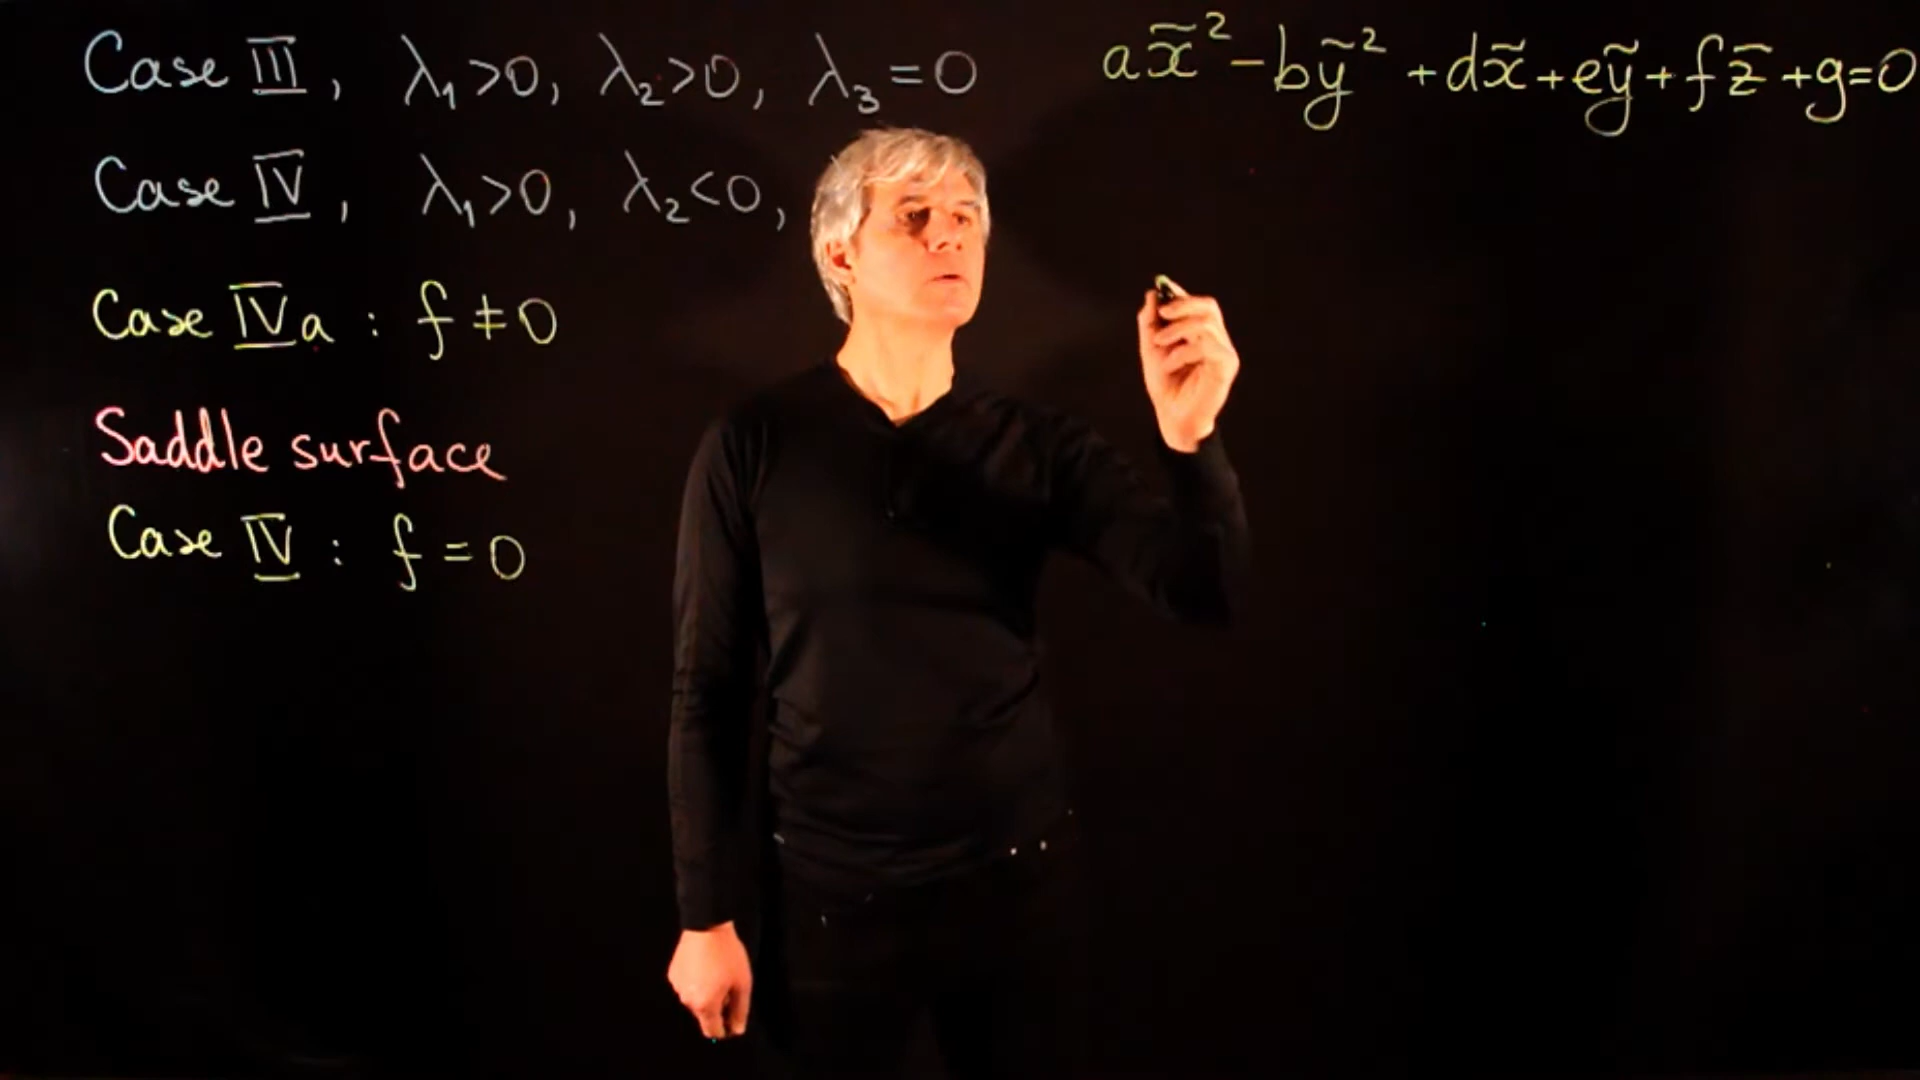 Case III, λ₁>0, λ₂>0, λ₃=0
ax̃²-bỹ²+dx̃+eỹ+fz̃+g=0
Case IV, λ₁>0, λ₂<0,
Case IVa : f≠0
Saddle surface
Case IV : f=0